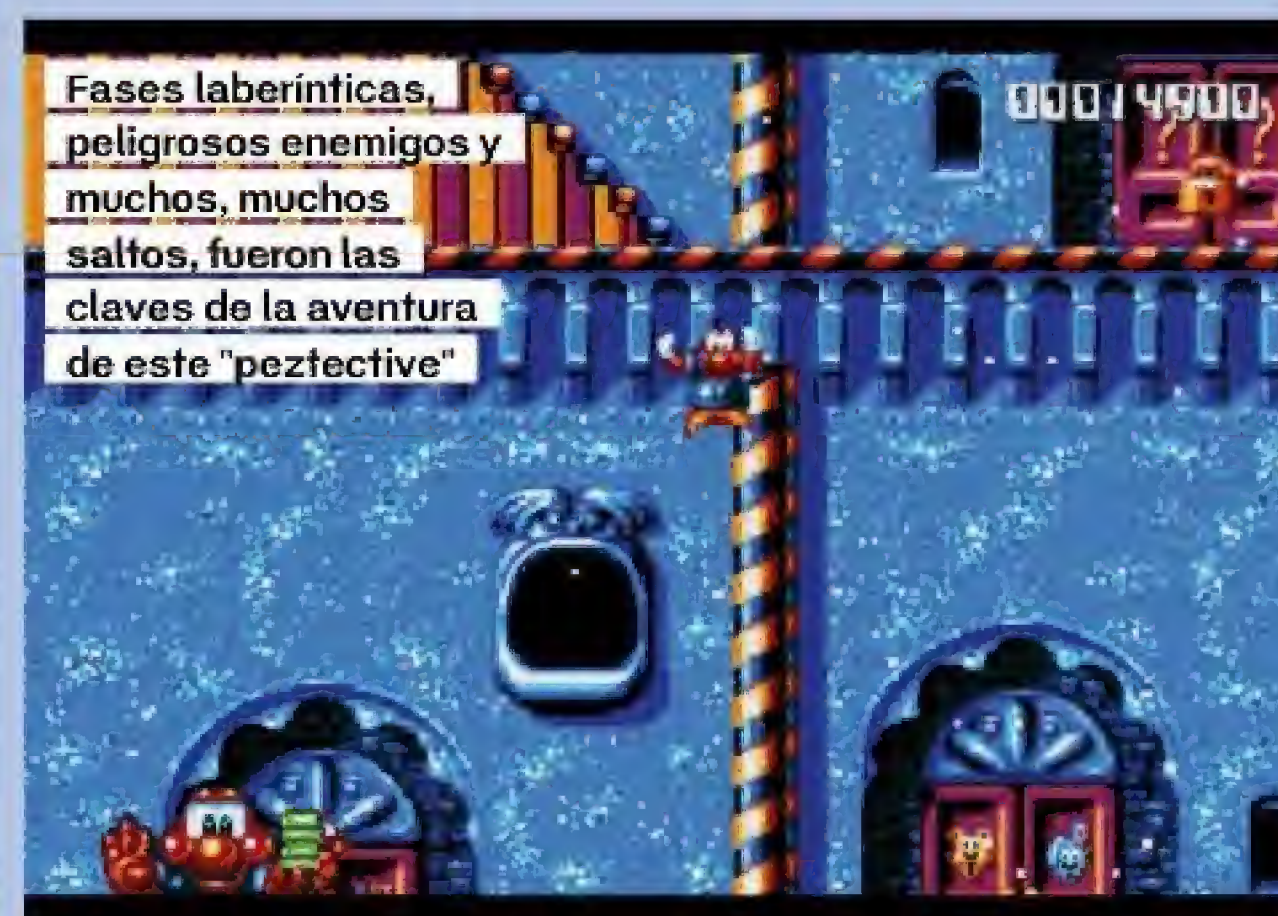 Fases laberínticas,
peligrosos enemigos y
muchos, muchos
saltos, fueron las
claves de la aventura
de este "peztective"